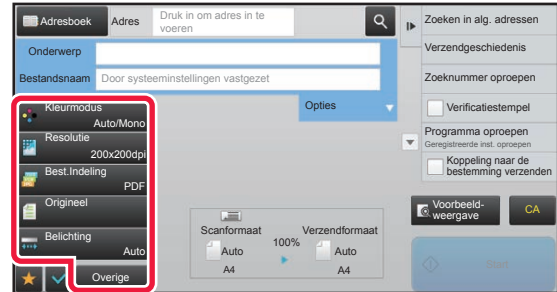 Adresboek
Adres
Druk in om adres in te
voeren
Onderwerp
Bestandsnaam
Door systeeminstellingen vastgezet
Opties
Kleurmodus
Auto/Mono
Resolutie
200x200dpi
Best.Indeling
PDF
Origineel
Belichting
Auto
Overige
Scanformaat
Auto
A4
100%
Verzendformaat
Auto
A4
Zoeken in alg. adressen
Verzendgeschiedenis
Zoeknummer oproepen
Verificatiestempel
Programma oproepen
Geregistreerde inst. oproepen
Koppeling naar de
bestemming verzenden
Voorbeeld-
weergave
CA
Start